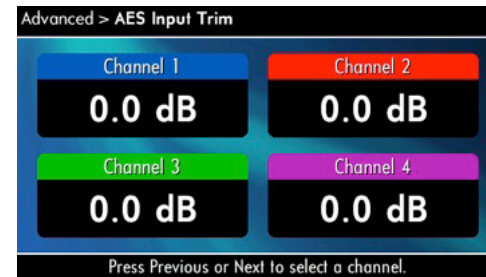 Advanced > AES Input Trim
Channel 1
Channel 2
0.0 dB
0.0 dB
Channel 3
Channel 4
0.0 dB
0.0 dB
Press Previous or Next to select a channel.